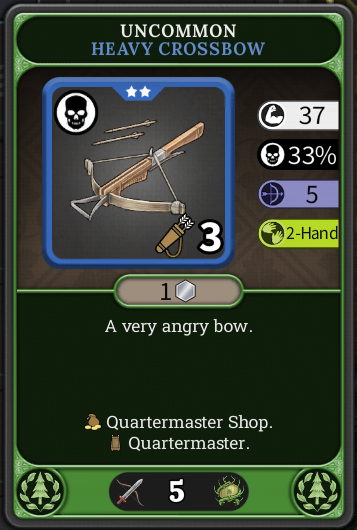 UNCOMMON
HEAVY CROSSBOW
37
33%
5
2-Hand
3
1
A very angry bow.
Quartermaster Shop.
Quartermaster.
5